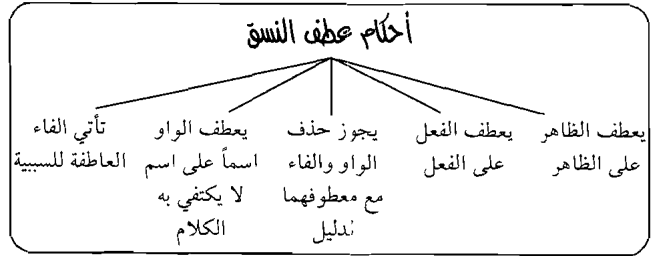 أحكام عطف النسق
يعطف الظاهر
على الظاهر
يعطف الفعل
على الفعل
يجوز حذف
الواو والفاء
مع معطوفهما
بدليل
يعطف الواو
اسماً على اسم
لا يكتفي به
الكلام
تأتي الفاء
العاطفة للسببية